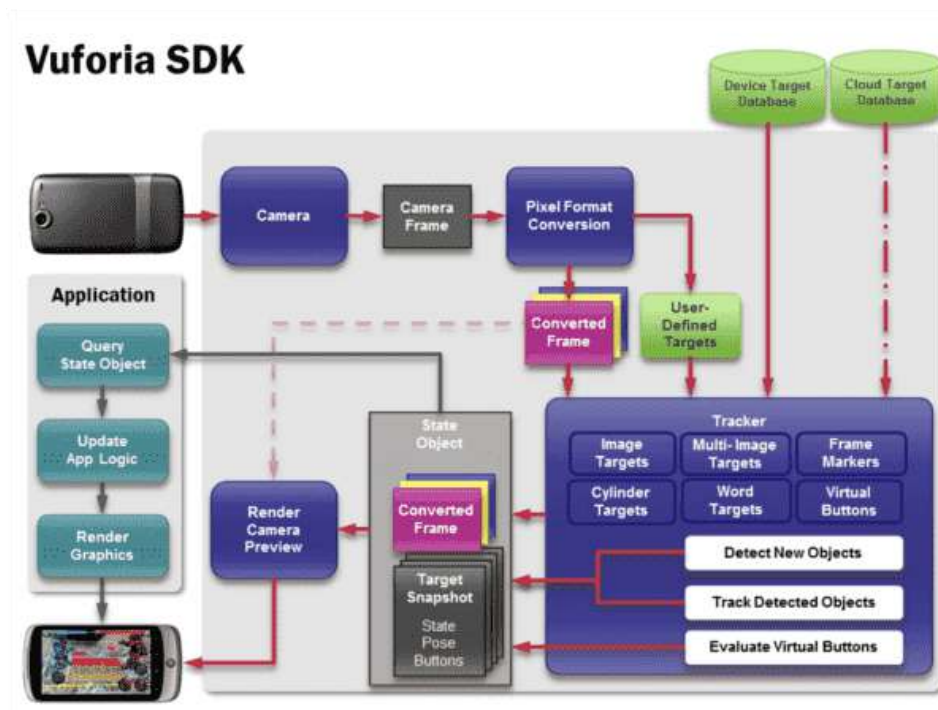 Vuforia SDK
Device Target
Database
Cloud Target
Database
Camera
Camera
Frame
Pixel Format
Conversion
Application
Query
State Object
Update
App Logic
Render
Graphics
Converted
Frame
User-
Defined
Targets
State
Object
Converted
Frame
Target
Snapshot
State
Pose
Buttons
Render
Camera
Preview
Tracker
Image
Targets
Multi-Image
Targets
Frame
Markers
Cylinder
Targets
Word
Targets
Virtual
Buttons
Detect New Objects
Track Detected Objects
Evaluate Virtual Buttons